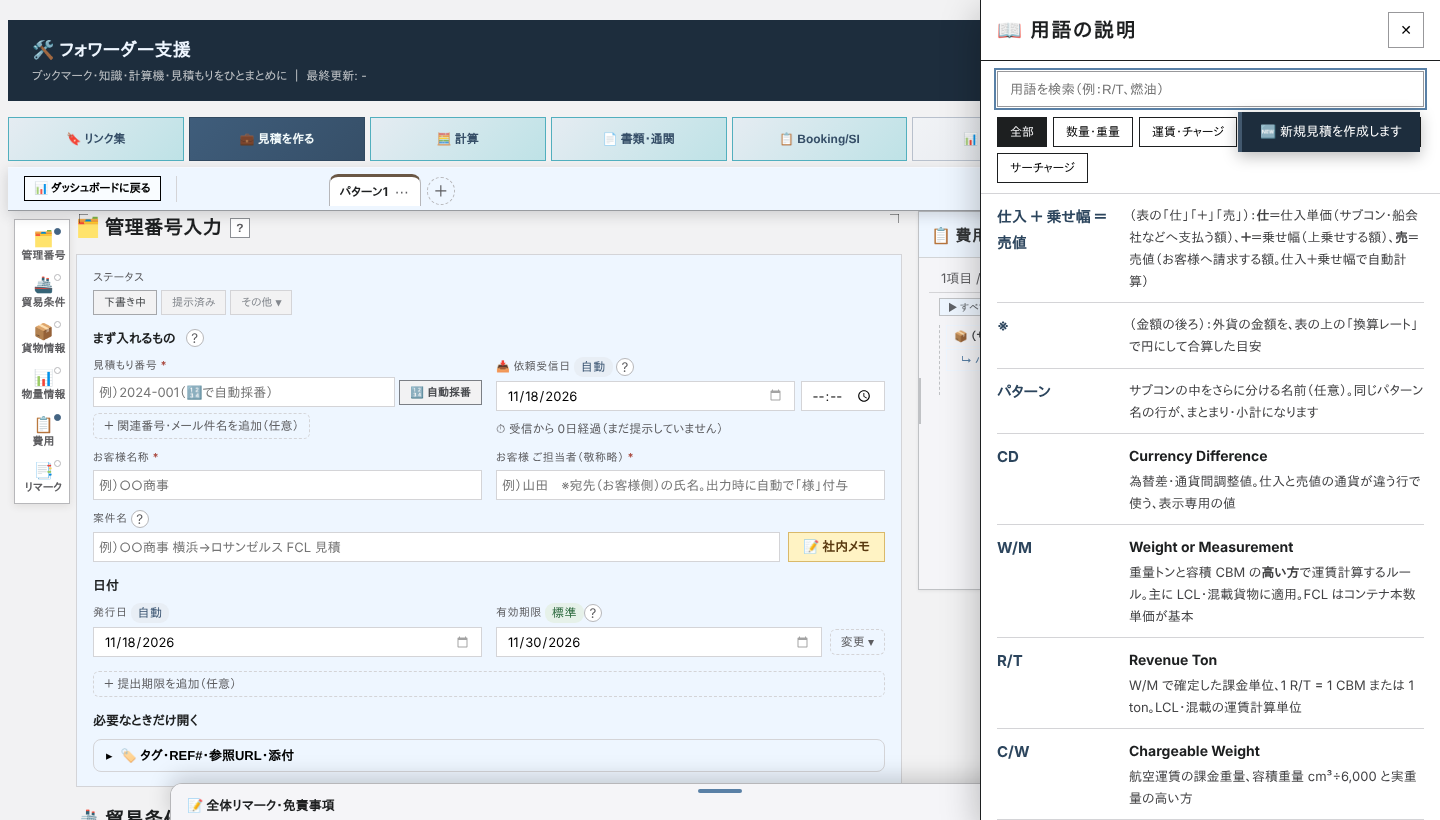 🛠️ フォワーダー支援
ブックマーク・知識・計算機・見積もりをひとまとめに ｜ 最終更新: -
🔖 リンク集
💼 見積を作る
🧮 計算
📄 書類・通関
📋 Booking/SI
📊
📊 ダッシュボードに戻る
パターン1 …
＋
🗂️ 管理番号
🚢 貿易条件
📦 貨物情報
📊 物量情報
📋 費用
📑 リマーク
🗂️ 管理番号入力 ?
ステータス
下書き中
提示済み
その他 ▾
まず入れるもの ?
見積もり番号 *
例）2024-001（🔢で自動採番）
🔢 自動採番
📥 依頼受信日 自動 ?
11/18/2026
--:--
＋ 関連番号・メール件名を追加（任意）
⏱ 受信から 0日経過（まだ提示していません）
お客様名称 *
例）〇〇商事
お客様 ご担当者（敬称略） *
例）山田　※宛先（お客様側）の氏名。出力時に自動で「様」付与
案件名 ?
例）〇〇商事 横浜→ロサンゼルス FCL 見積
📝 社内メモ
日付
発行日 自動
11/18/2026
有効期限 標準 ?
11/30/2026
変更 ▾
＋ 提出期限を追加（任意）
必要なときだけ開く
▸ 🏷️ タグ・REF#・参照URL・添付
📝 全体リマーク・免責事項
📋 費
1項目 /
▶ すべ
📖 用語の説明
✕
用語を検索（例：R/T、燃油）
全部
数量・重量
運賃・チャージ
🆕 新規見積を作成します
サーチャージ
仕入 ＋ 乗せ幅 ＝
売値
（表の「仕」「＋」「売」）：仕＝仕入単価（サブコン・船会
社などへ支払う額）、＋＝乗せ幅（上乗せする額）、売＝
売値（お客様へ請求する額。仕入＋乗せ幅で自動計
算）
※
（金額の後ろ）：外貨の金額を、表の上の「換算レート」
で円にして合算した目安
パターン
サブコンの中をさらに分ける名前（任意）。同じパターン
名の行が、まとまり・小計になります
CD
Currency Difference
為替差・通貨間調整値。仕入と売値の通貨が違う行で
使う、表示専用の値
W/M
Weight or Measurement
重量トンと容積 CBM の高い方で運賃計算するルー
ル。主に LCL・混載貨物に適用。FCL はコンテナ本数
単価が基本
R/T
Revenue Ton
W/M で確定した課金単位、1 R/T = 1 CBM または 1
ton。LCL・混載の運賃計算単位
C/W
Chargeable Weight
航空運賃の課金重量、容積重量 cm³÷6,000 と実重
量の高い方